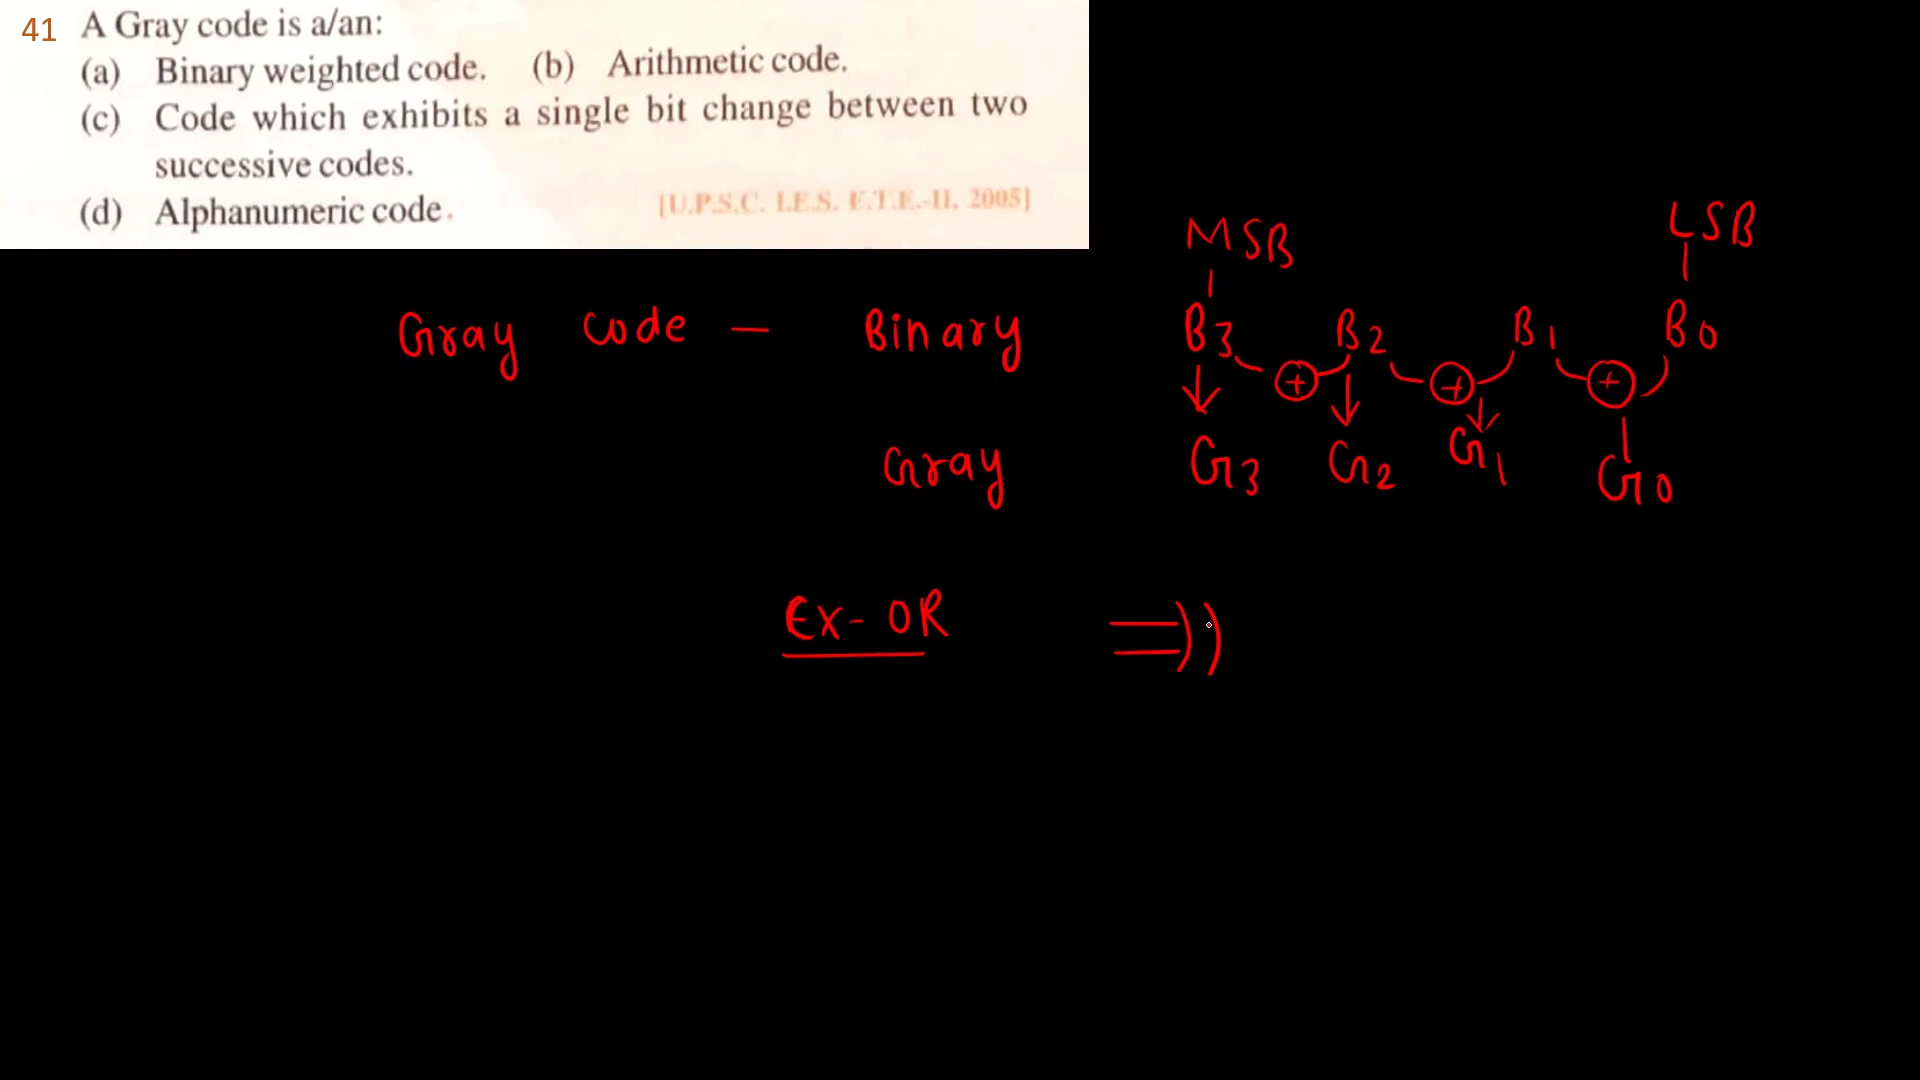 41 A Gray code is a/an:
(a) Binary weighted code. (b) Arithmetic code.
(c) Code which exhibits a single bit change between two
successive codes.
(d) Alphanumeric code.
[U.P.S.C. I.E.S. E.T.E.-II, 2005]
MSB LSB
Gray code - Binary B3 B2 B1 B0
+ + +
Gray G3 G2 G1 G0
EX-OR